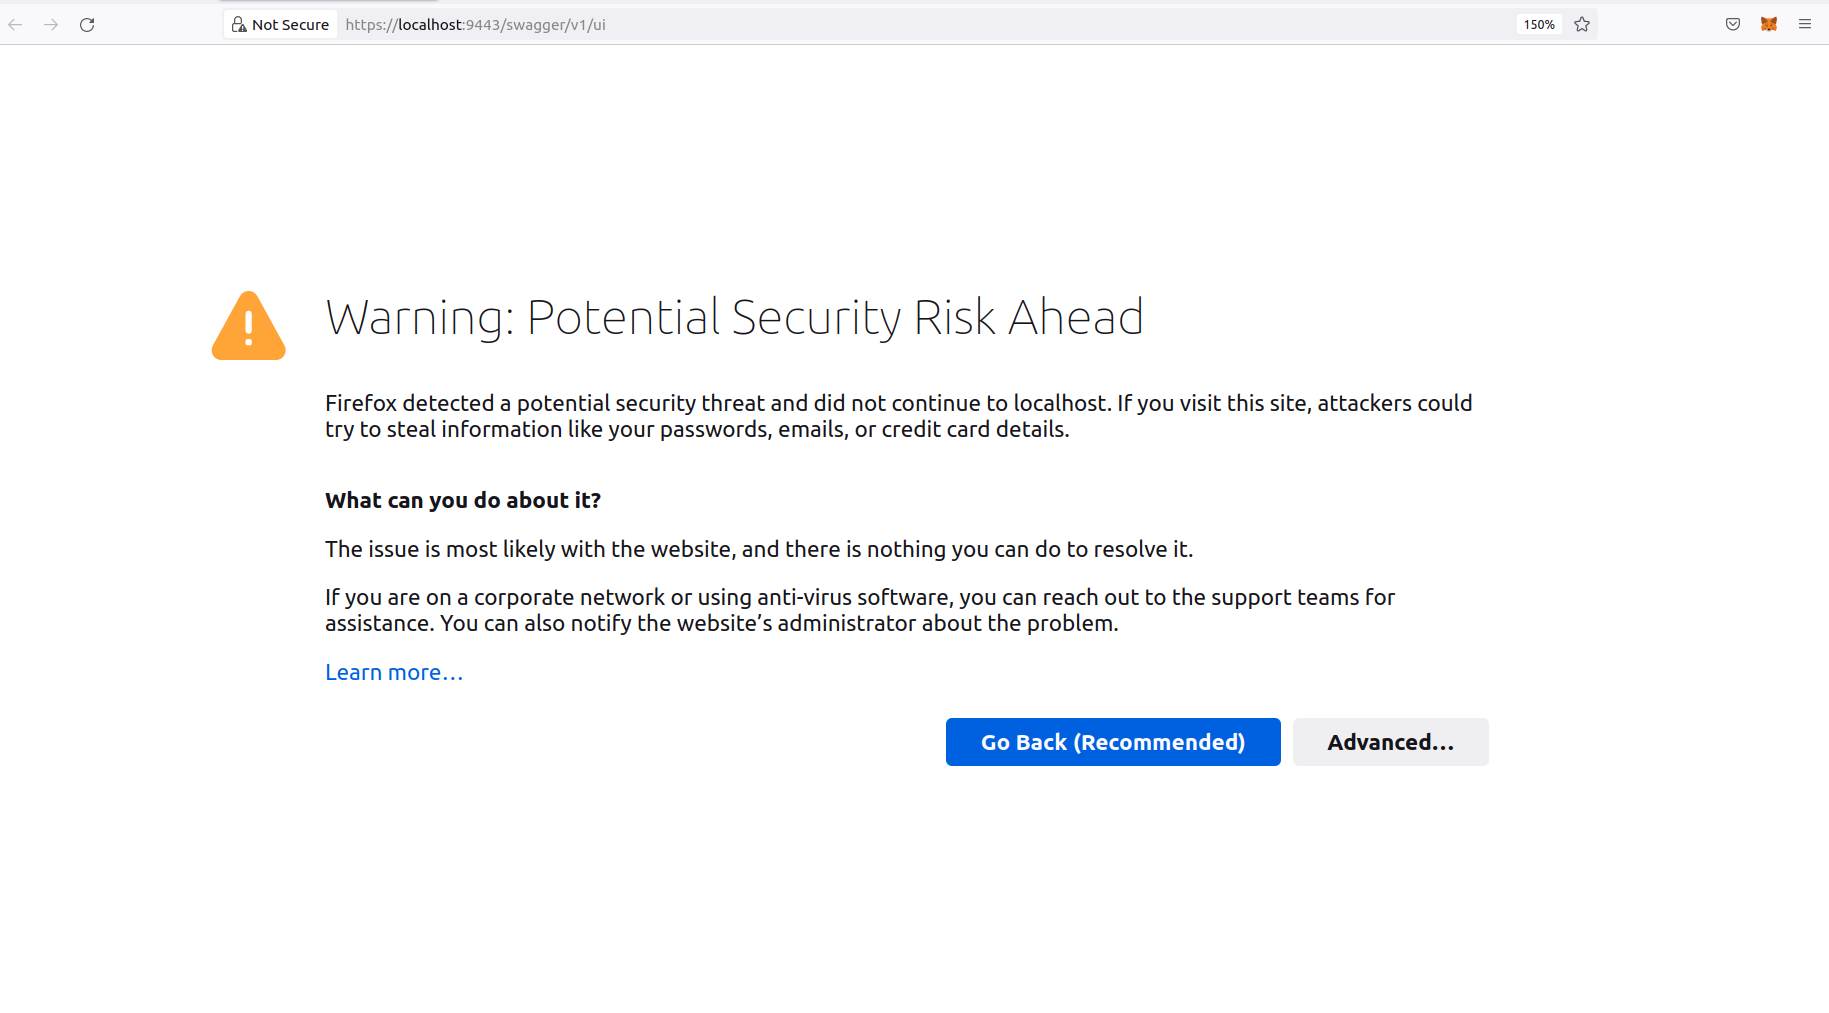 Not Secure https://localhost:9443/swagger/v1/ui 150%
Warning: Potential Security Risk Ahead
Firefox detected a potential security threat and did not continue to localhost. If you visit this site, attackers could
try to steal information like your passwords, emails, or credit card details.
What can you do about it?
The issue is most likely with the website, and there is nothing you can do to resolve it.
If you are on a corporate network or using anti-virus software, you can reach out to the support teams for
assistance. You can also notify the website’s administrator about the problem.
Learn more…
Go Back (Recommended) Advanced…